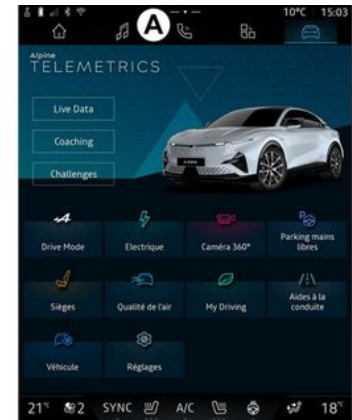 10°C 15:03
A
Alpine
TELEMETRICS
Live Data
Coaching
Challenges
Drive Mode
Electrique
Caméra 360°
Parking mains
libres
Sièges
Qualité de l'air
My Driving
Aides à la
conduite
Véhicule
Réglages
21°c 2 SYNC A/C 18°c